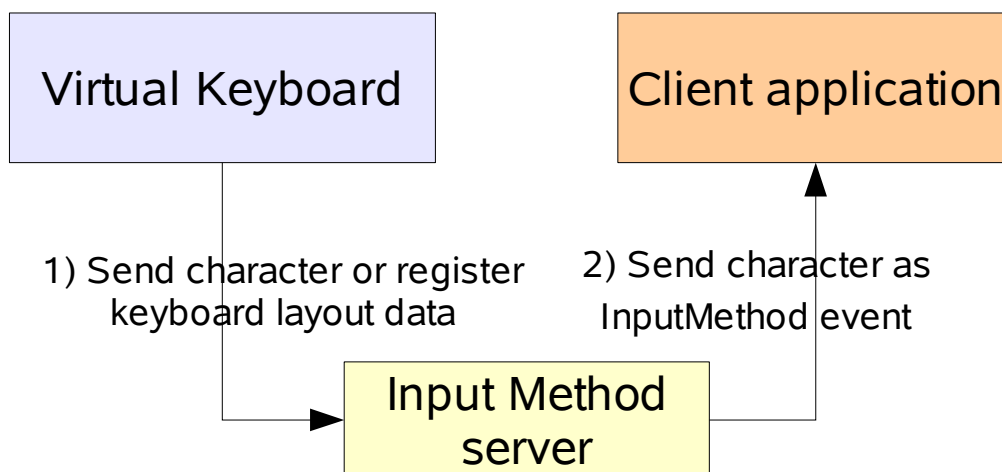 Virtual Keyboard
Client application
1) Send character or register
keyboard layout data
2) Send character as
InputMethod event
Input Method
server